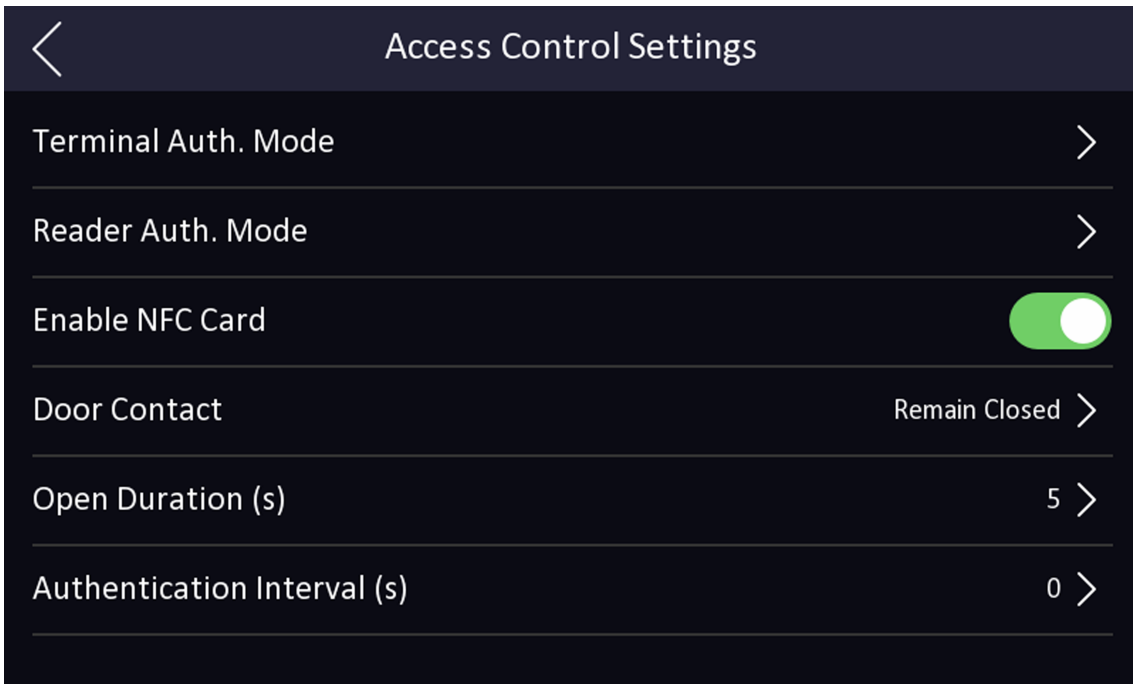 Access Control Settings
Terminal Auth. Mode
Reader Auth. Mode
Enable NFC Card
Door Contact Remain Closed
Open Duration (s) 5
Authentication Interval (s) 0